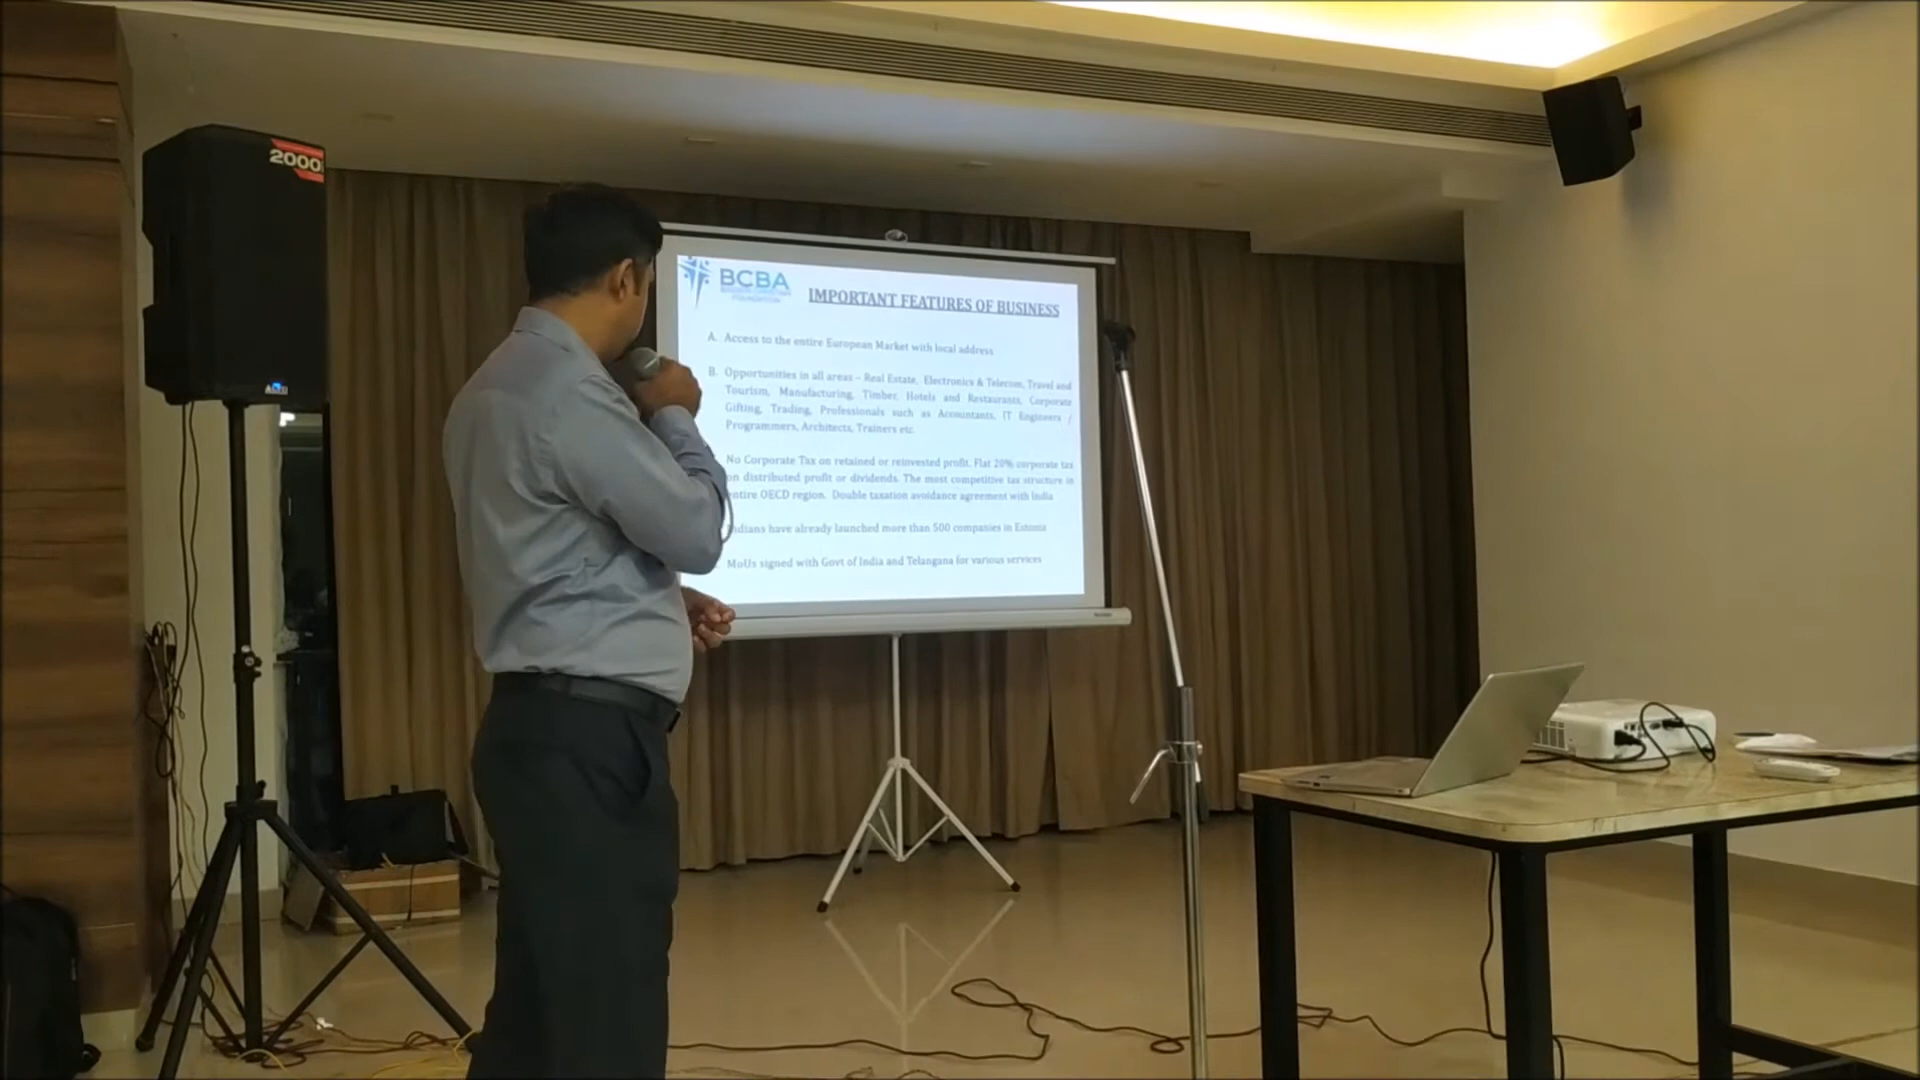 2000
BCBA
FOUNDATION
IMPORTANT FEATURES OF BUSINESS
A. Access to the entire European Market with local address
B. Opportunities in all areas – Real Estate, Electronics & Telecom, Travel and
Tourism, Manufacturing, Timber, Hotels and Restaurants, Corporate
Gifting, Trading, Professionals such as Accountants, IT Engineers /
Programmers, Architects, Trainers etc.
No Corporate Tax on retained or reinvested profit. Flat 20% corporate tax
on distributed profit or dividends. The most competitive tax structure in
entire OECD region. Double taxation avoidance agreement with India
Indians have already launched more than 500 companies in Estonia
MoUs signed with Govt of India and Telangana for various services